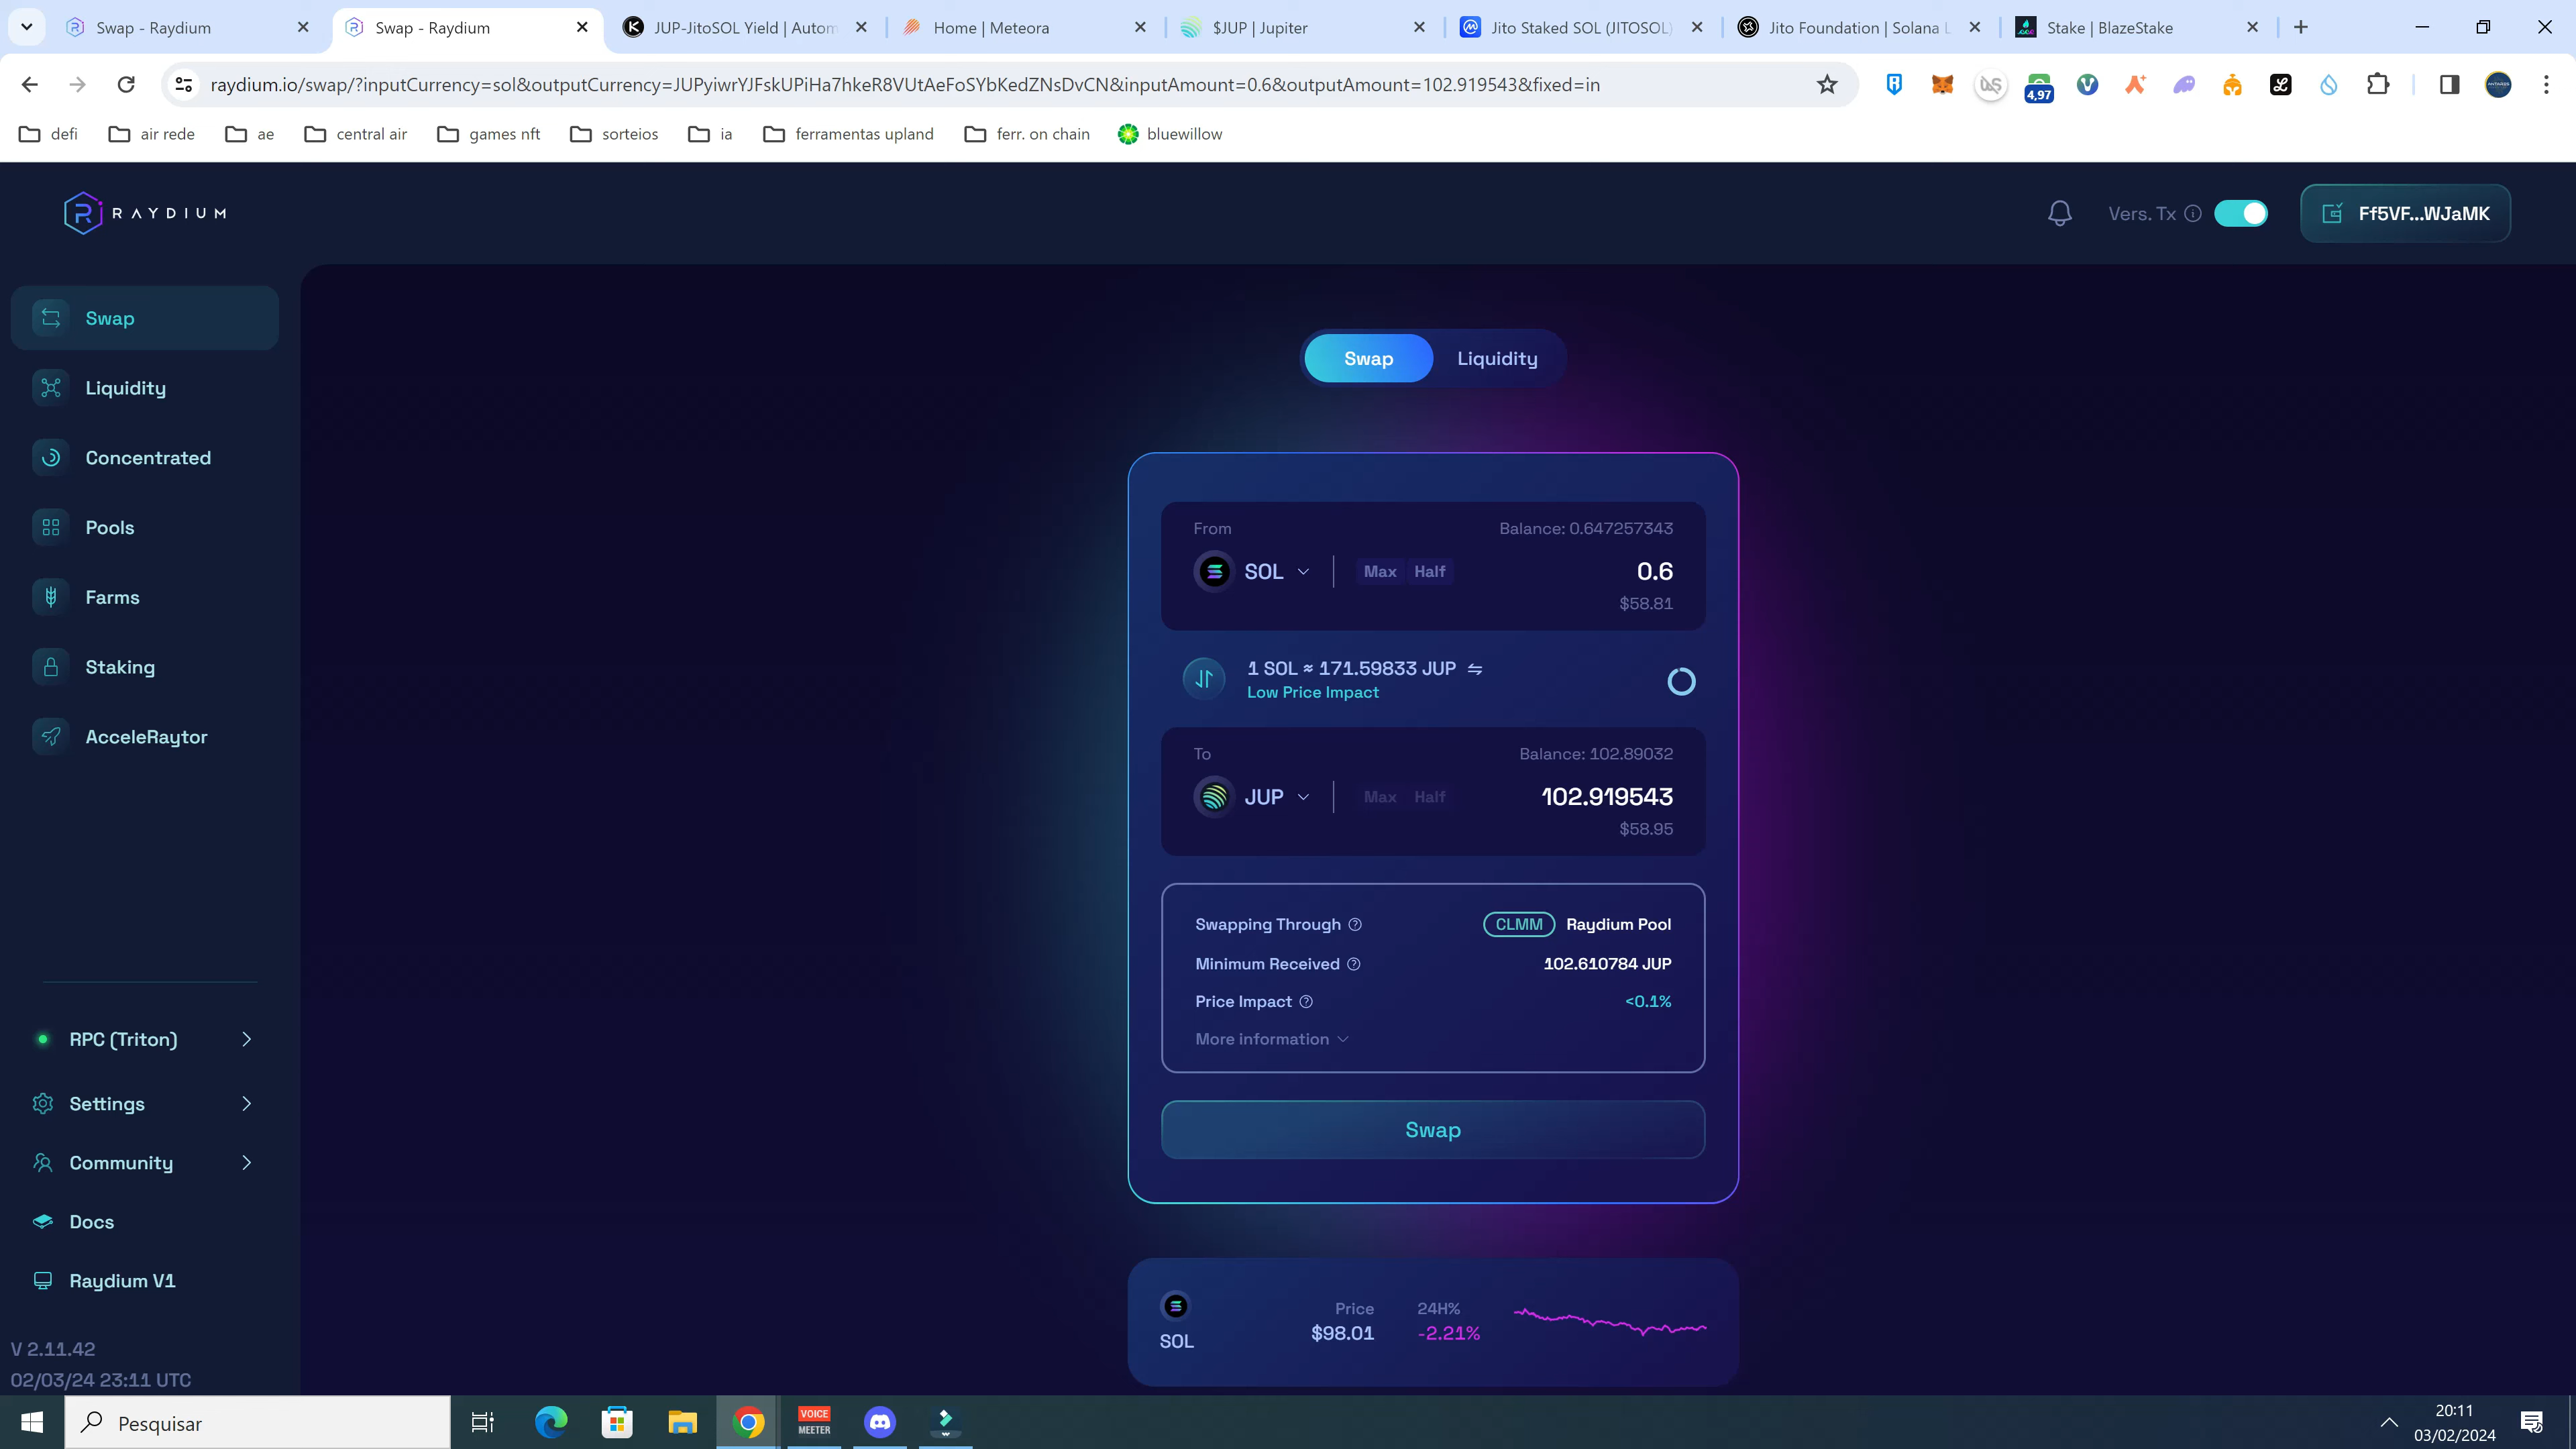 Swap - Raydium
Swap - Raydium
JUP-JitoSOL Yield | Autom
Home | Meteora
$JUP | Jupiter
Jito Staked SOL (JITOSOL)
Jito Foundation | Solana L
Stake | BlazeStake
raydium.io/swap/?inputCurrency=sol&outputCurrency=JUPyiwrYJFskUPiHa7hkeR8VUtAeFoSYbKedZNsDvCN&inputAmount=0.6&outputAmount=102.919543&fixed=in
4,97
defi
air rede
ae
central air
games nft
sorteios
ia
ferramentas upland
ferr. on chain
bluewillow
RAYDIUM
Vers. Tx
Ff5VF...WJaMK
Swap
Liquidity
Concentrated
Pools
Farms
Staking
AcceleRaytor
RPC (Triton)
Settings
Community
Docs
Raydium V1
V 2.11.42
02/03/24 23:11 UTC
Swap
Liquidity
From
Balance: 0.647257343
SOL
Max
Half
0.6
$58.81
1 SOL ≈ 171.59833 JUP
Low Price Impact
To
Balance: 102.89032
JUP
Max
Half
102.919543
$58.95
Swapping Through
CLMM
Raydium Pool
Minimum Received
102.610784 JUP
Price Impact
<0.1%
More information
Swap
SOL
Price
$98.01
24H%
-2.21%
Pesquisar
VOICE
MEETER
20:11
03/02/2024